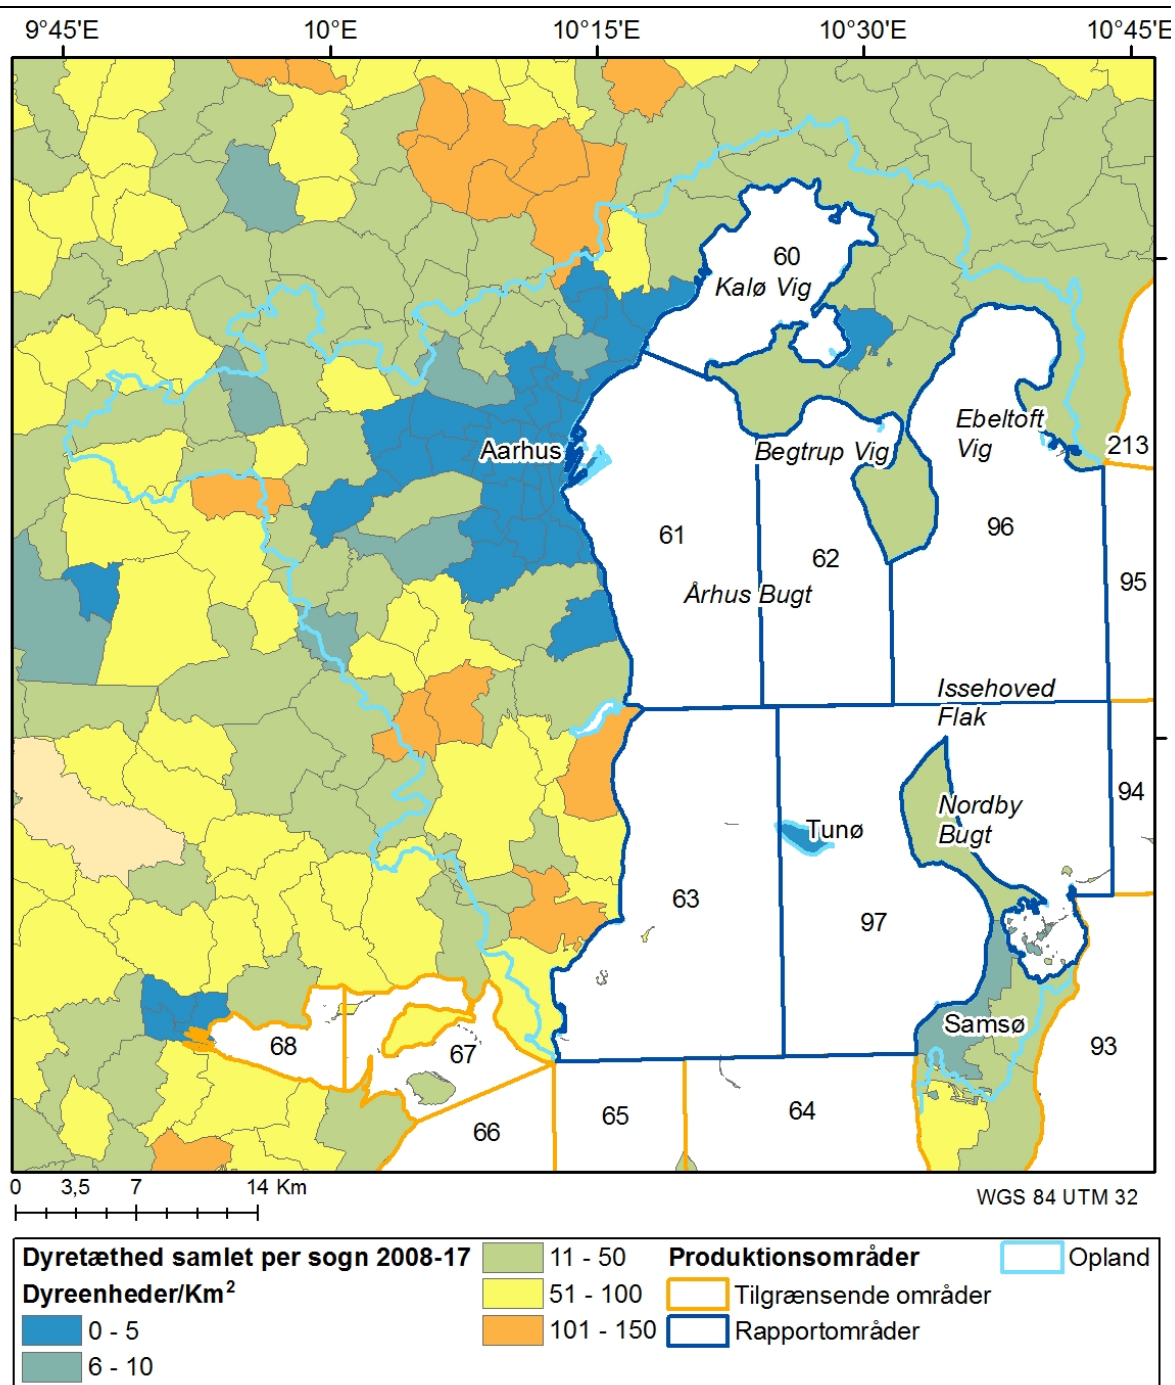 9°45'E 10°E 10°15'E 10°30'E 10°45'E
60
Kalø Vig
Ebeltoft
Vig
213
Aarhus
Begtrup Vig
61
62
96
95
Århus Bugt
Issehoved
Flak
94
Nordby
Bugt
Tunø
63
97
Samsø
93
68
67
66
65
64
0 3,5 7 14 Km
WGS 84 UTM 32
Dyretæthed samlet per sogn 2008-17
Dyreenheder/Km²
0 - 5
6 - 10
11 - 50
51 - 100
101 - 150
Produktionsområder
Tilgrænsende områder
Rapportområder
Opland